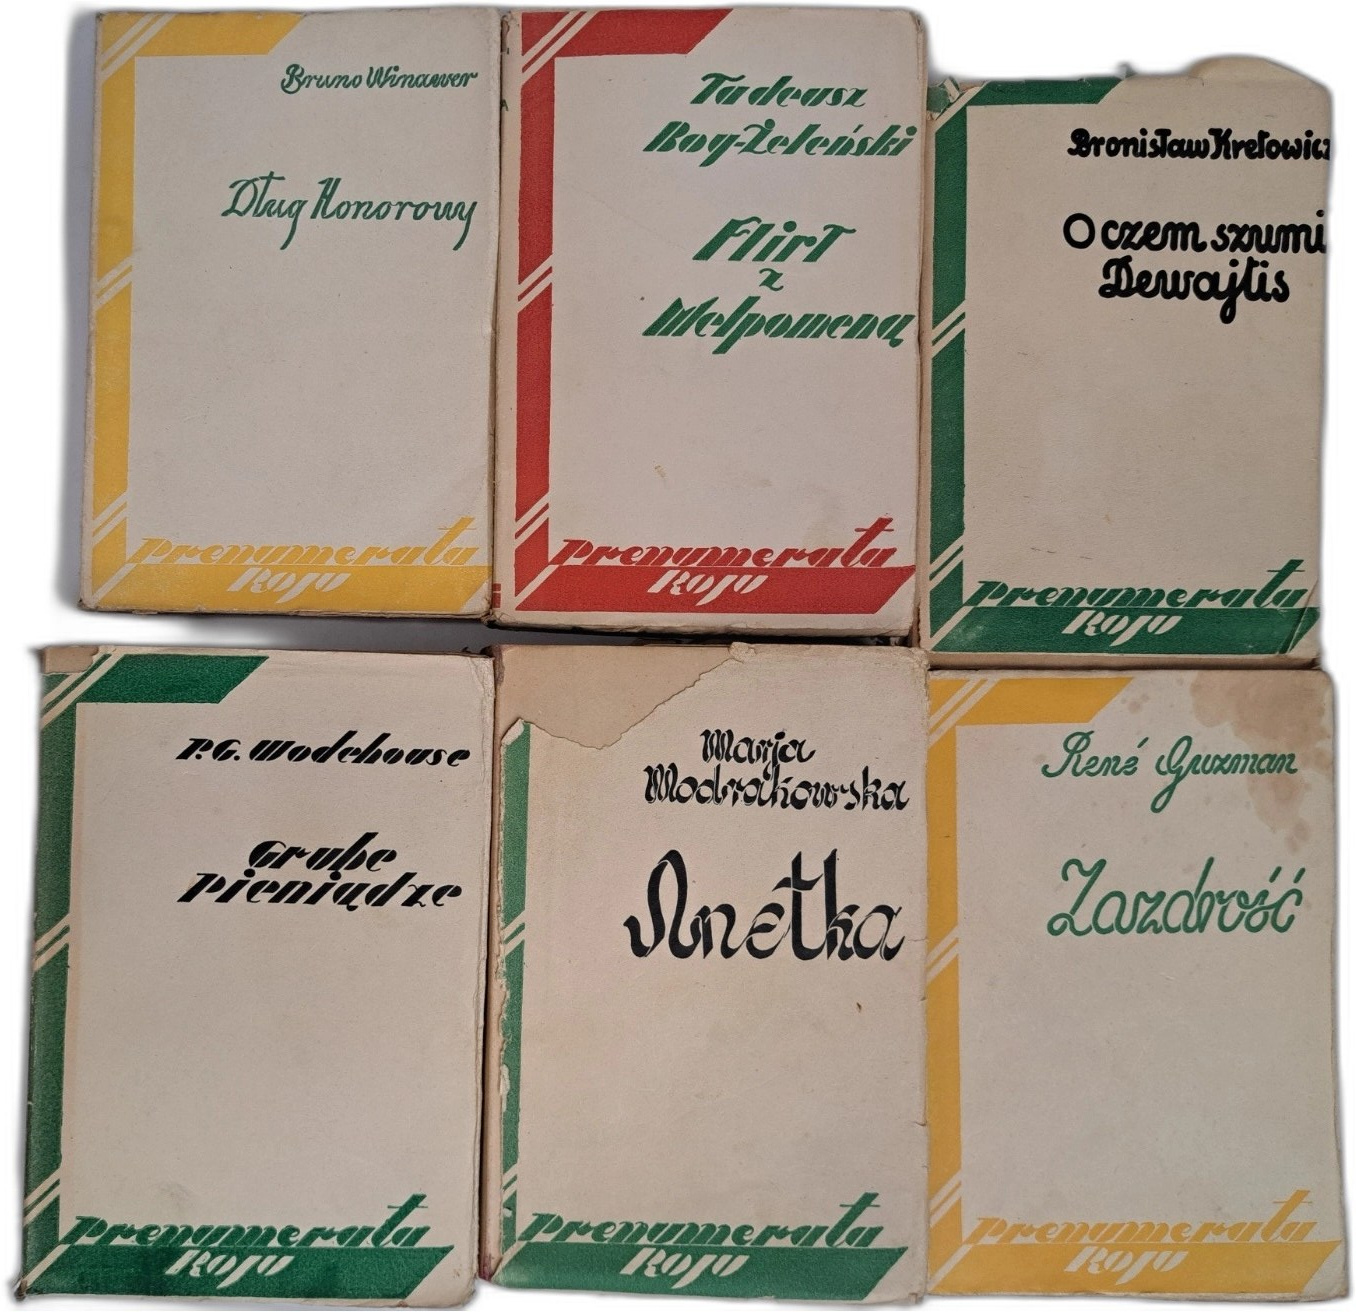 Bruno Winawer
Dług Honorowy
Prenumerata
Roju
Tadeusz
Boy-Żeleński
Flirt
z
Melpomeną
Prenumerata
Roju
Bronisław Kretowicz
O czem szumi
Dewajtis
Prenumerata
Roju
P.G. Wodehouse
Grube
pieniądze
Prenumerata
Roju
Marja
Modrakowska
Anetka
Prenumerata
Roju
René Guzman
Zazdrość
Prenumerata
Roju